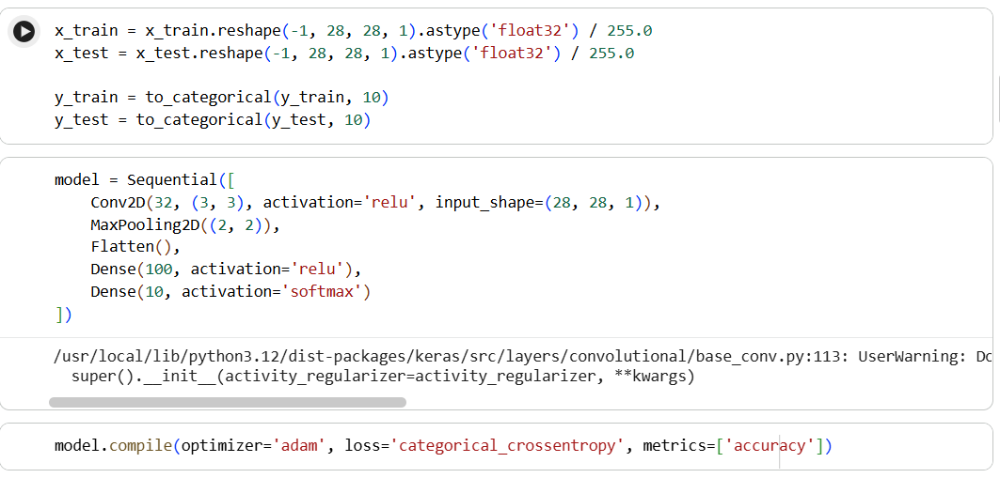 x_train = x_train.reshape(-1, 28, 28, 1).astype('float32') / 255.0
x_test = x_test.reshape(-1, 28, 28, 1).astype('float32') / 255.0
y_train = to_categorical(y_train, 10)
y_test = to_categorical(y_test, 10)
model = Sequential([
    Conv2D(32, (3, 3), activation='relu', input_shape=(28, 28, 1)),
    MaxPooling2D((2, 2)),
    Flatten(),
    Dense(100, activation='relu'),
    Dense(10, activation='softmax')
])
/usr/local/lib/python3.12/dist-packages/keras/src/layers/convolutional/base_conv.py:113: UserWarning:
  super().__init__(activity_regularizer=activity_regularizer, **kwargs)
model.compile(optimizer='adam', loss='categorical_crossentropy', metrics=['accuracy'])